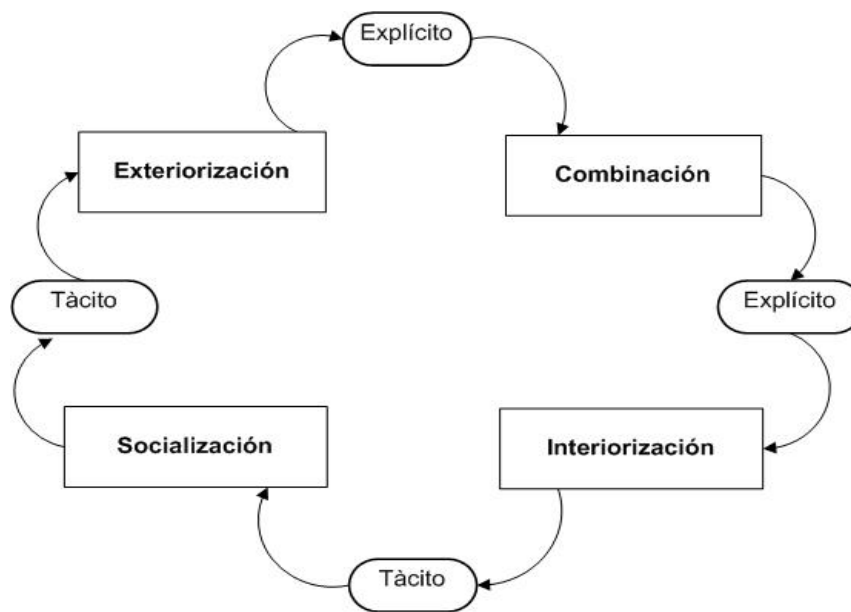 Explícito
Exteriorización
Combinación
Tàcito
Explícito
Socialización
Interiorización
Tàcito